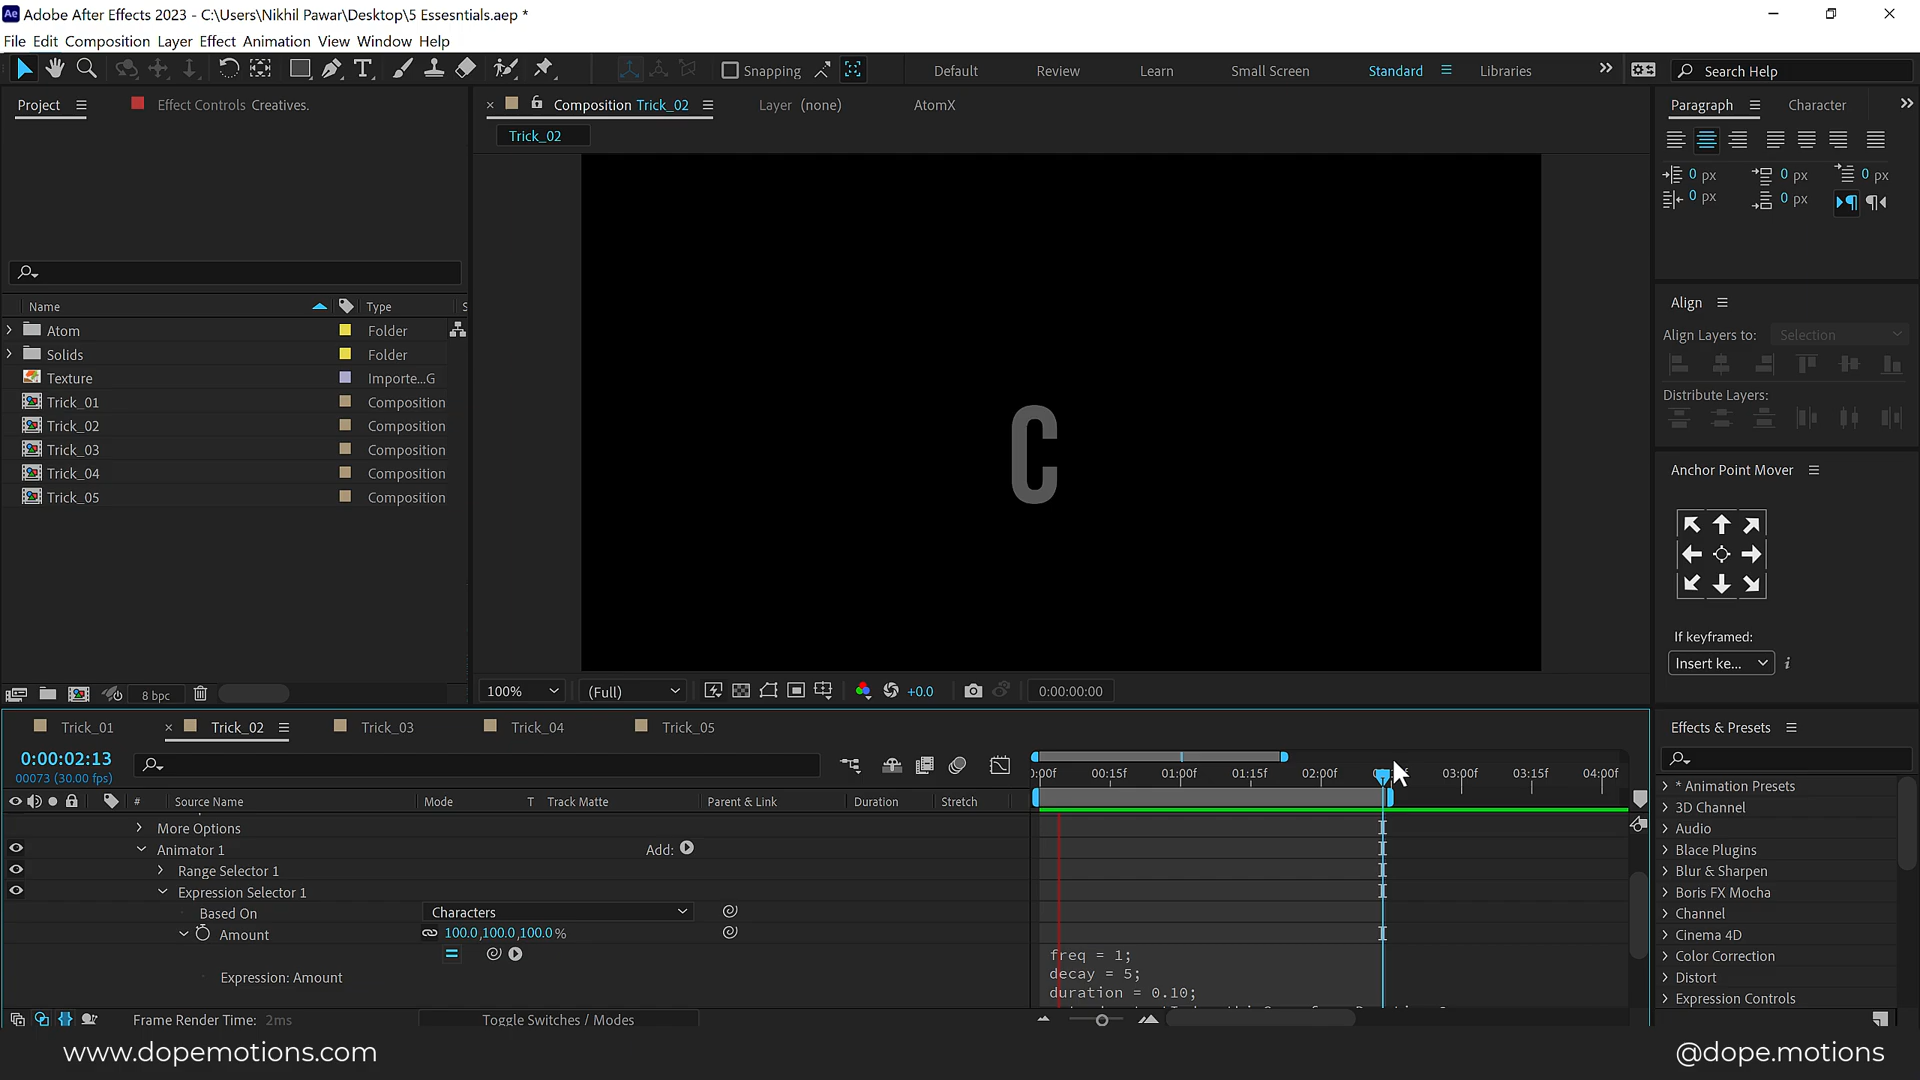 Adobe After Effects 2023 - C:\Users\Nikhil Pawar\Desktop\5 Essesntials.aep *
File Edit Composition Layer Effect Animation View Window Help
Snapping
Default Review Learn Small Screen Standard Libraries
Search Help
Project Effect Controls Creatives.
Composition Trick_02 Layer (none) AtomX
Trick_02
Name Type S
Atom Folder
Solids Folder
Texture Importe...G
Trick_01 Composition
Trick_02 Composition
Trick_03 Composition
Trick_04 Composition
Trick_05 Composition
8 bpc
C
100% (Full) +0.0 0:00:00:00
Paragraph Character
0 px 0 px 0 px
0 px 0 px
Align
Align Layers to: Selection
Distribute Layers:
Anchor Point Mover
If keyframed:
Insert ke...
Trick_01 Trick_02 Trick_03 Trick_04 Trick_05
0:00:02:13
00073 (30.00 fps)
# Source Name Mode T Track Matte Parent & Link Duration Stretch
:00f 00:15f 01:00f 01:15f 02:00f 03:00f 03:15f 04:00f
More Options
Animator 1 Add:
Range Selector 1
Expression Selector 1
Based On Characters
Amount 100.0,100.0,100.0%
Expression: Amount
freq = 1;
decay = 5;
duration = 0.10;
Frame Render Time: 2ms Toggle Switches / Modes
Effects & Presets
* Animation Presets
3D Channel
Audio
Blace Plugins
Blur & Sharpen
Boris FX Mocha
Channel
Cinema 4D
Color Correction
Distort
Expression Controls
www.dopemotions.com
@dope.motions